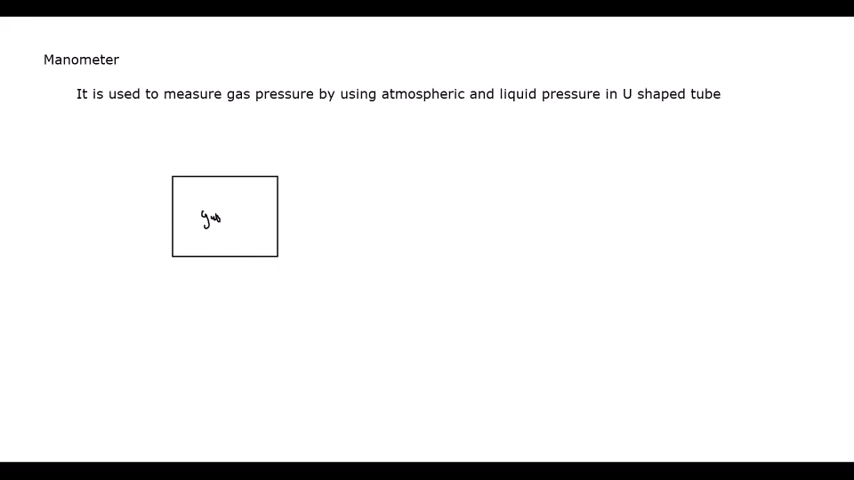 Manometer
It is used to measure gas pressure by using atmospheric and liquid pressure in U shaped tube
gas